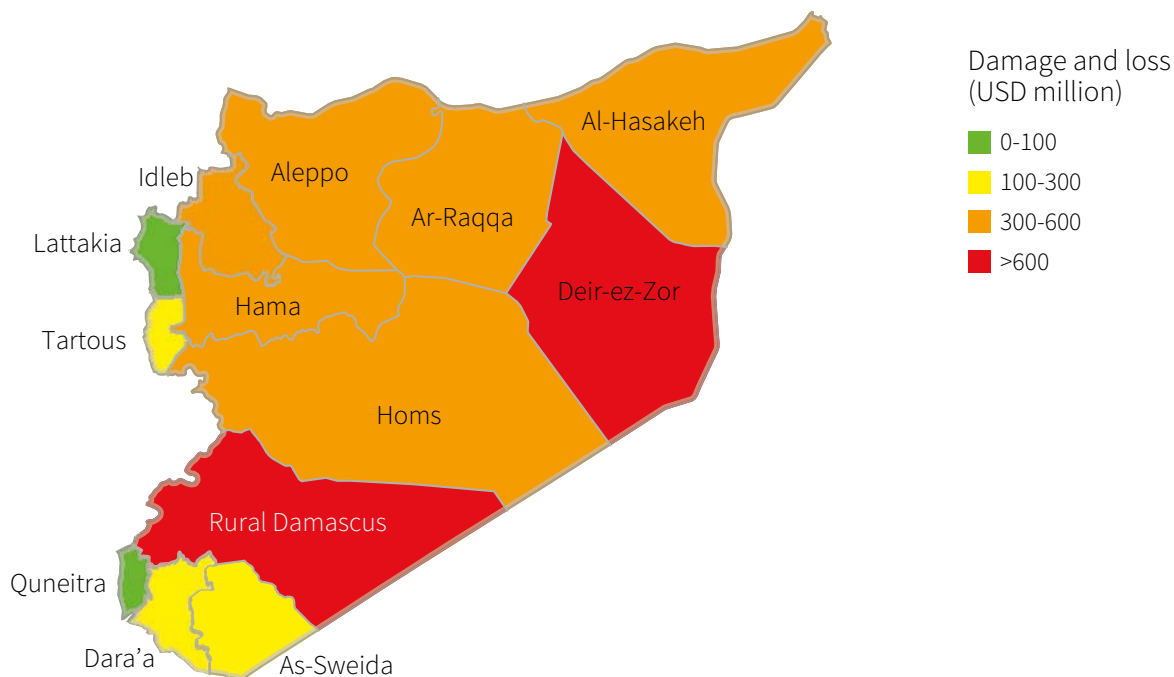 Damage and loss
(USD million)
0-100
100-300
300-600
>600
Al-Hasakeh
Aleppo
Idleb
Ar-Raqqa
Lattakia
Deir-ez-Zor
Hama
Tartous
Homs
Rural Damascus
Quneitra
Dara’a
As-Sweida